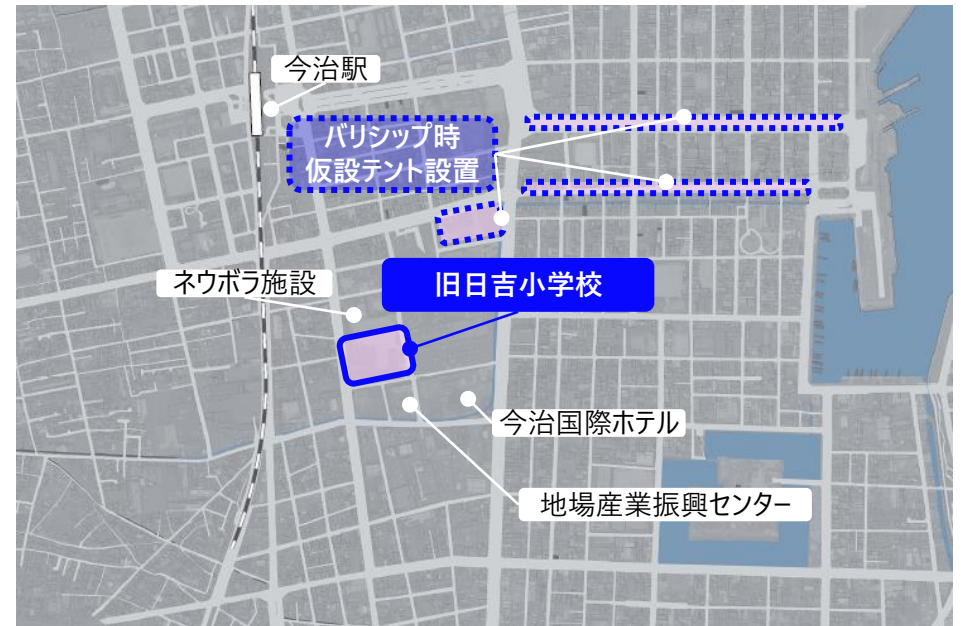 今治駅
バリシップ時
仮設テント設置
ネウボラ施設
旧日吉小学校
今治国際ホテル
地場産業振興センター